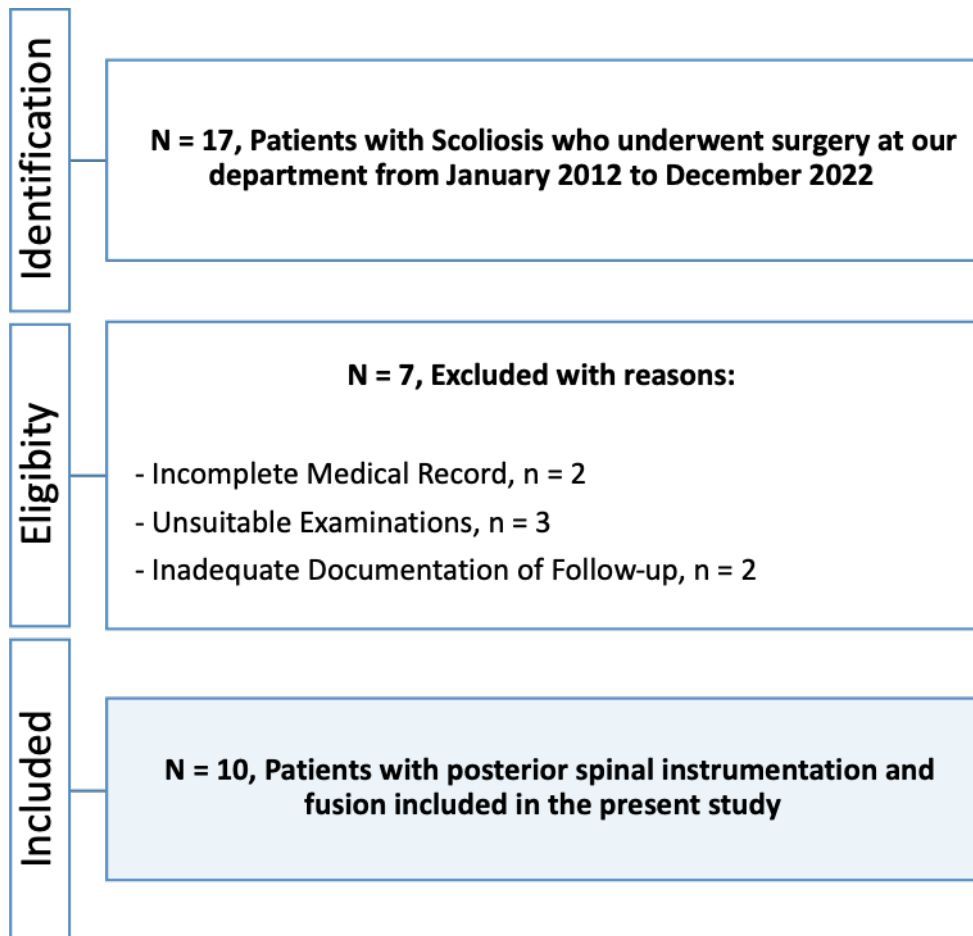 Identification
N = 17, Patients with Scoliosis who underwent surgery at our
department from January 2012 to December 2022
Eligibity
N = 7, Excluded with reasons:
- Incomplete Medical Record, n = 2
- Unsuitable Examinations, n = 3
- Inadequate Documentation of Follow-up, n = 2
Included
N = 10, Patients with posterior spinal instrumentation and
fusion included in the present study